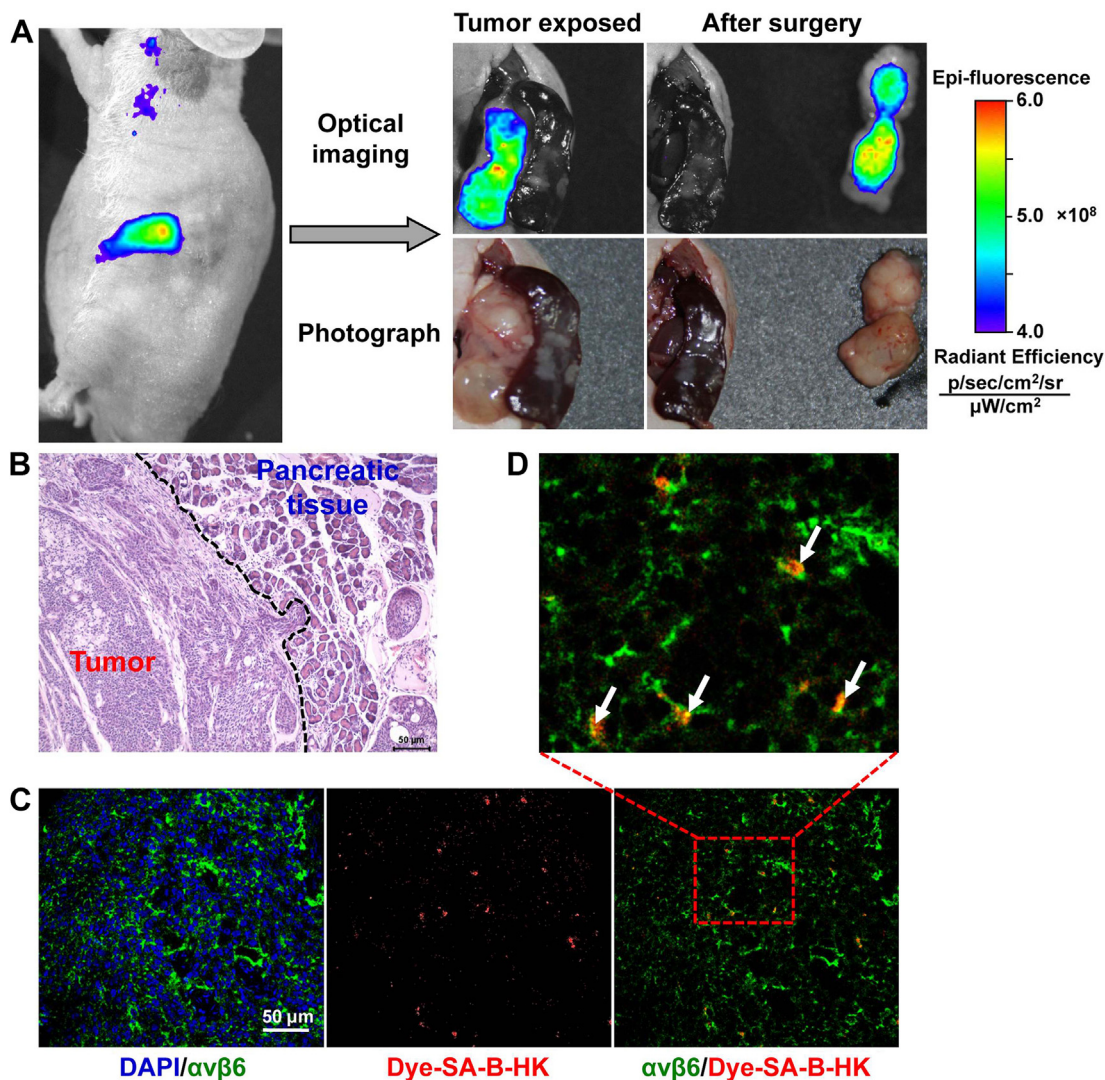 A
Tumor exposed
After surgery
Optical
imaging
Photograph
Epi-fluorescence
6.0
5.0 ×10⁸
4.0
Radiant Efficiency
p/sec/cm²/sr
µW/cm²
B
Pancreatic
tissue
Tumor
50 µm
D
C
50 µm
DAPI/αvβ6
Dye-SA-B-HK
αvβ6/Dye-SA-B-HK